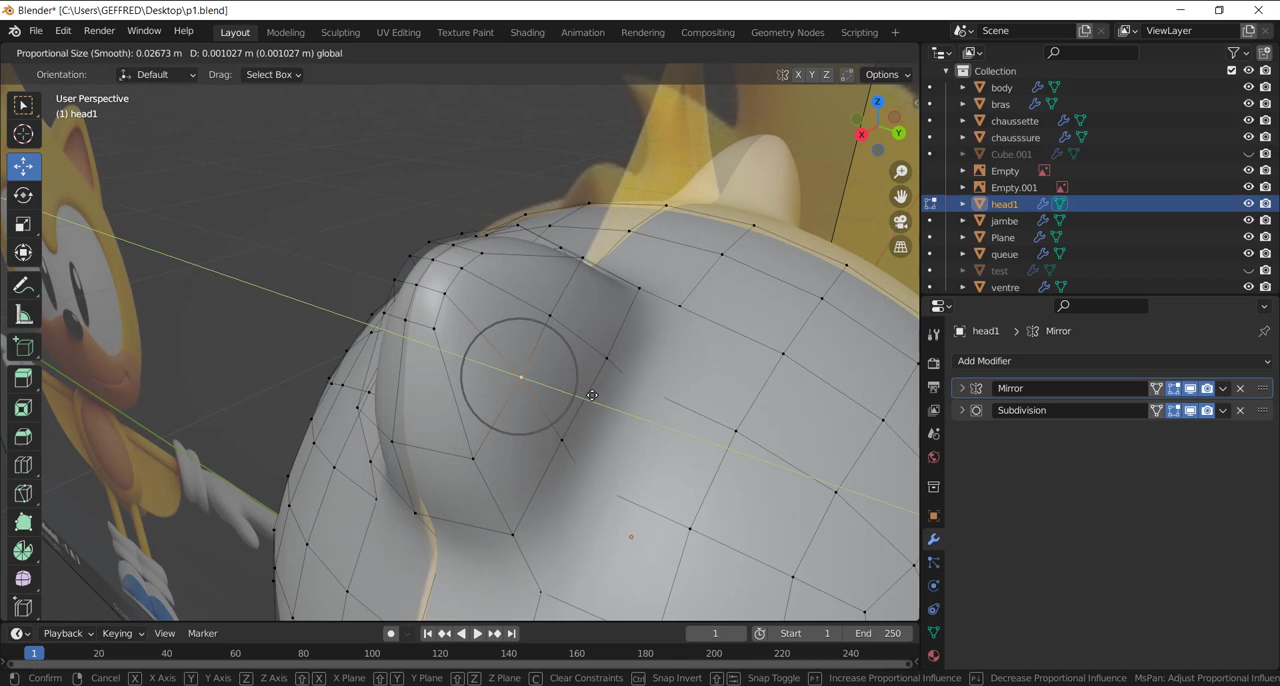 Blender* [C:\Users\GEFFRED\Desktop\p1.blend]
File Edit Render Window Help Layout Modeling Sculpting UV Editing Texture Paint Shading Animation Rendering Compositing Geometry Nodes Scripting + Scene ViewLayer
Proportional Size (Smooth): 0.02673 m D: 0.001027 m (0.001027 m) global
Orientation: Default Drag: Select Box X Y Z Options
User Perspective
(1) head1
Z
X Y
Collection
body
bras
chaussette
chausssure
Cube.001
Empty
Empty.001
head1
jambe
Plane
queue
test
ventre
head1 > Mirror
Add Modifier
Mirror
Subdivision
Playback Keying View Marker 1 Start 1 End 250
1 20 40 60 80 100 120 140 160 180 200 220 240
Confirm Cancel X X Axis Y Y Axis Z Z Axis X X Plane Y Y Plane Z Z Plane C Clear Constraints Ctrl Snap Invert Snap Toggle Increase Proportional Influence Decrease Proportional Influence MsPan: Adjust Proportional Influen